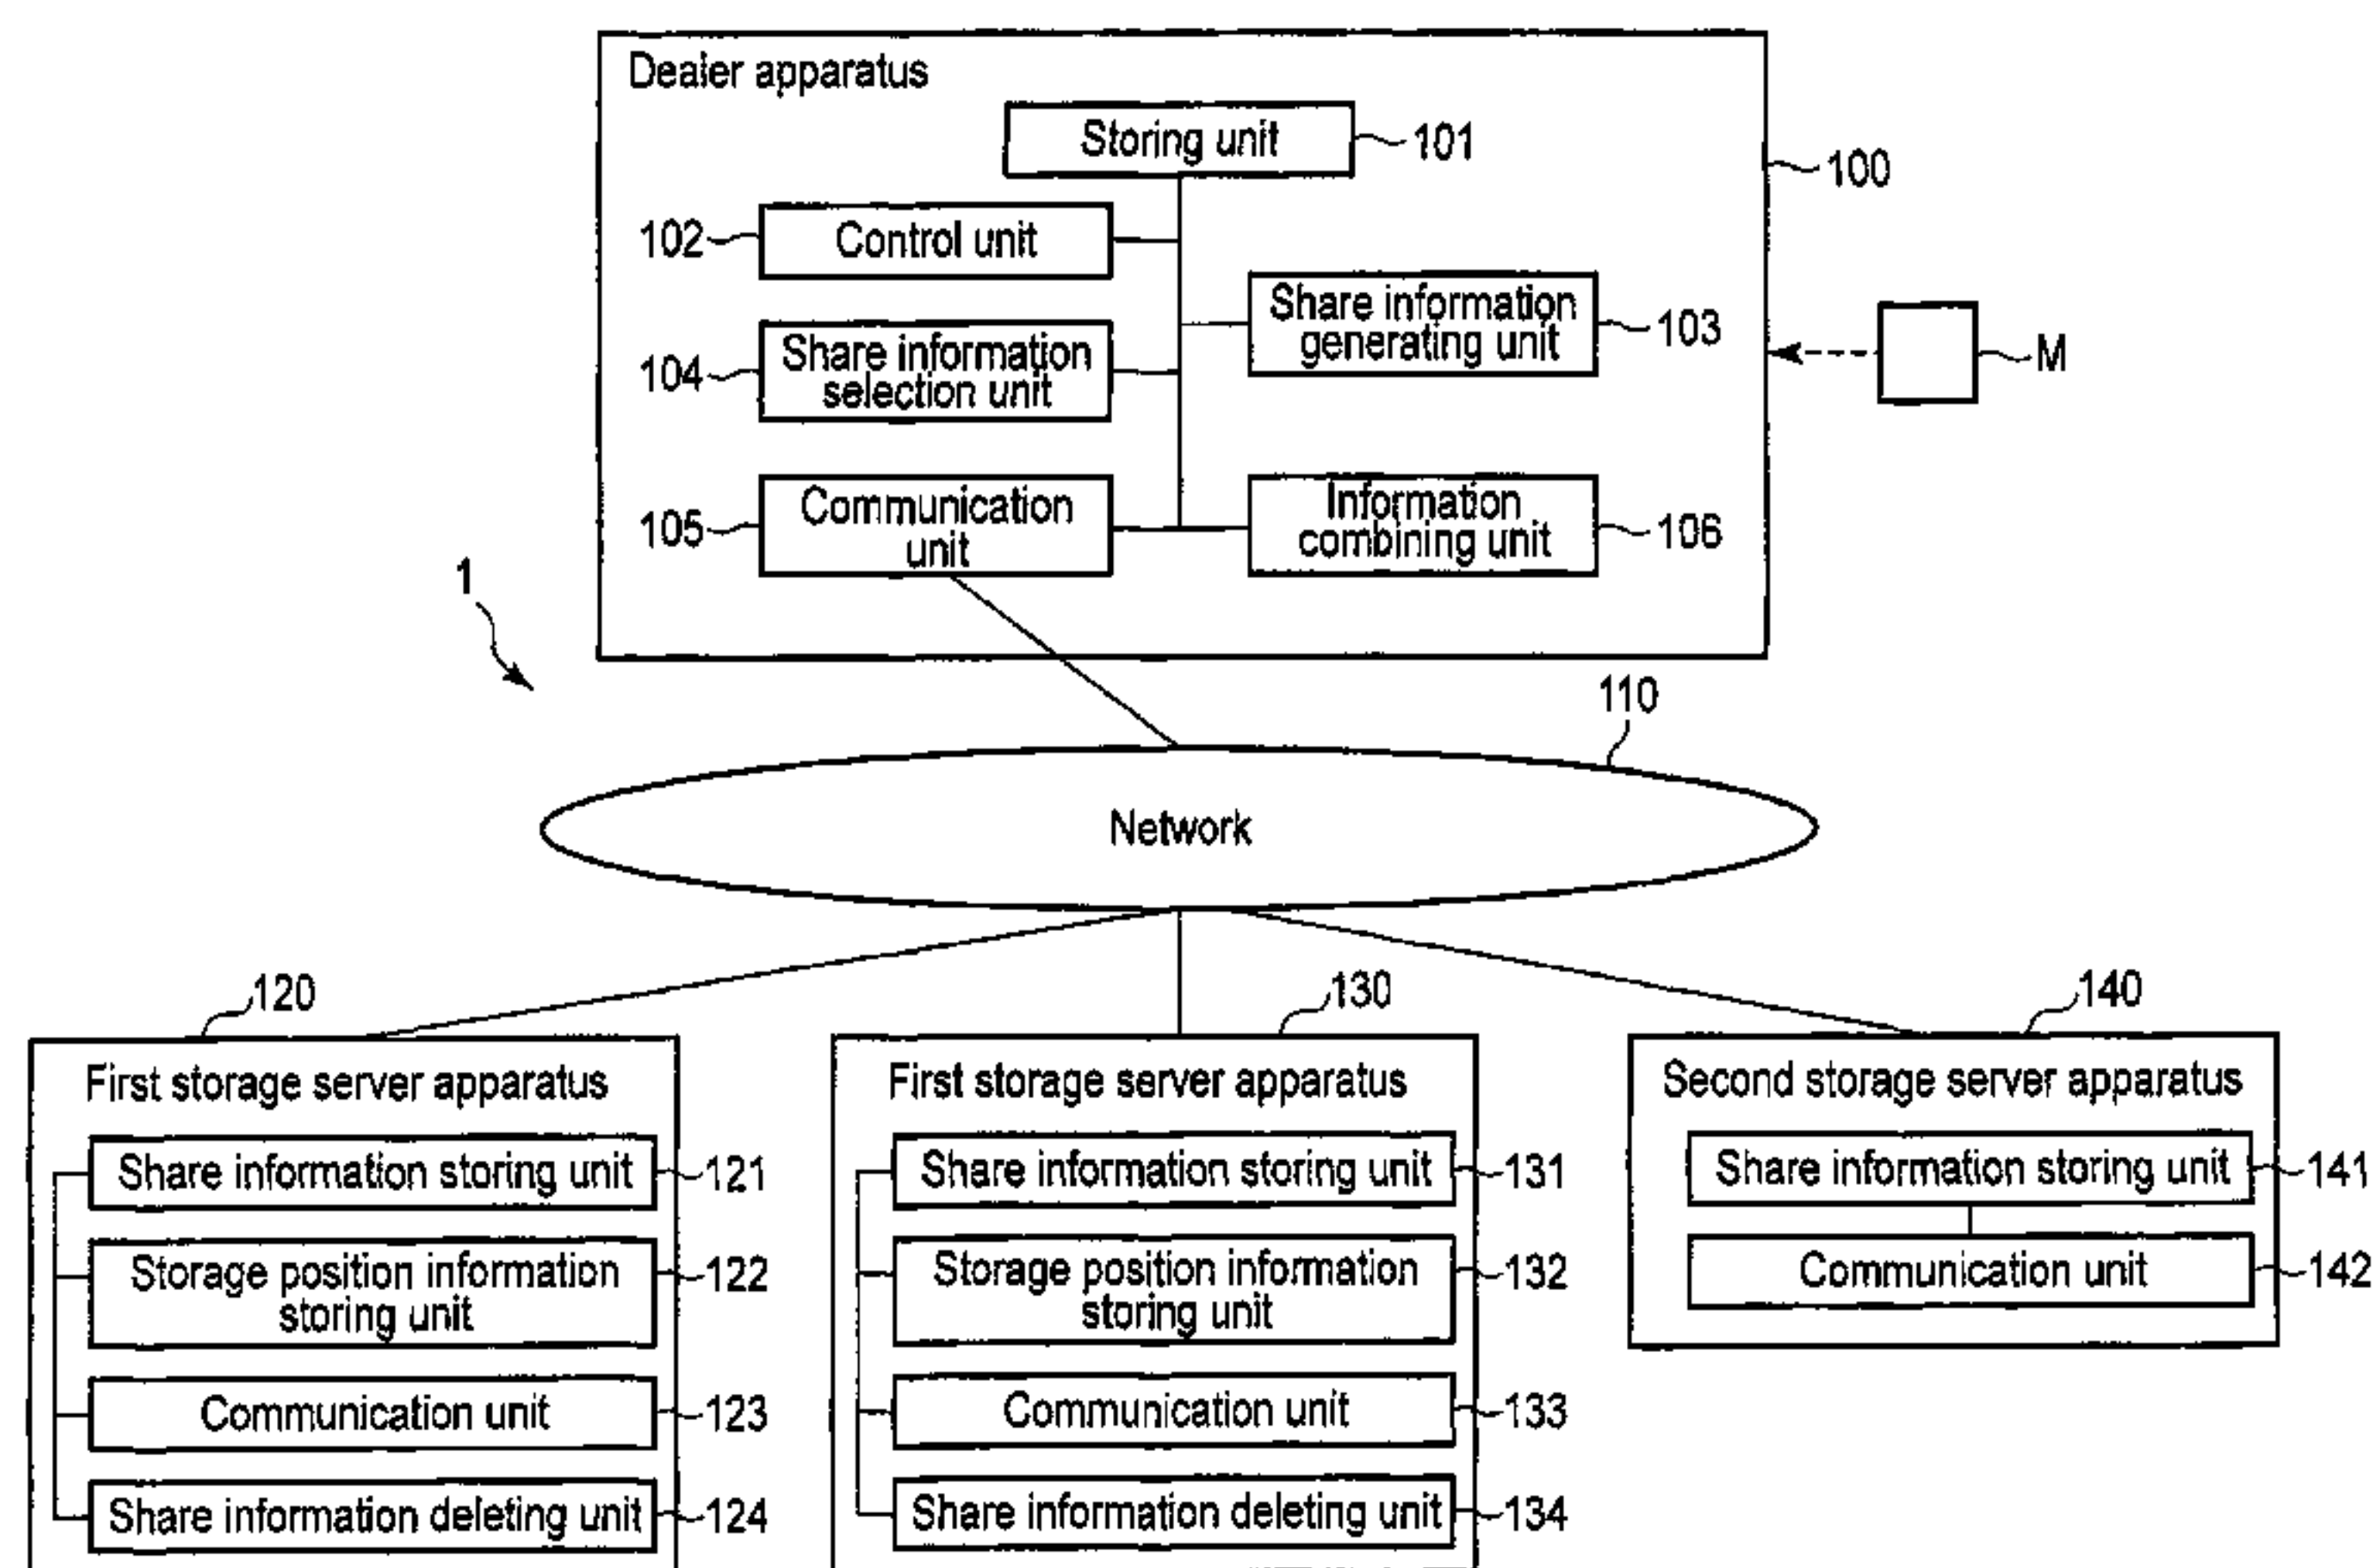 Dealer apparatus
Storing unit
101
100
102
Control unit
Share information
generating unit
103
M
104
Share information
selection unit
105
Communication
unit
Information
combining unit
106
1
110
Network
120
First storage server apparatus
Share information storing unit
121
Storage position information
storing unit
122
Communication unit
123
Share information deleting unit
124
130
First storage server apparatus
Share information storing unit
131
Storage position information
storing unit
132
Communication unit
133
Share information deleting unit
134
140
Second storage server apparatus
Share information storing unit
141
Communication unit
142